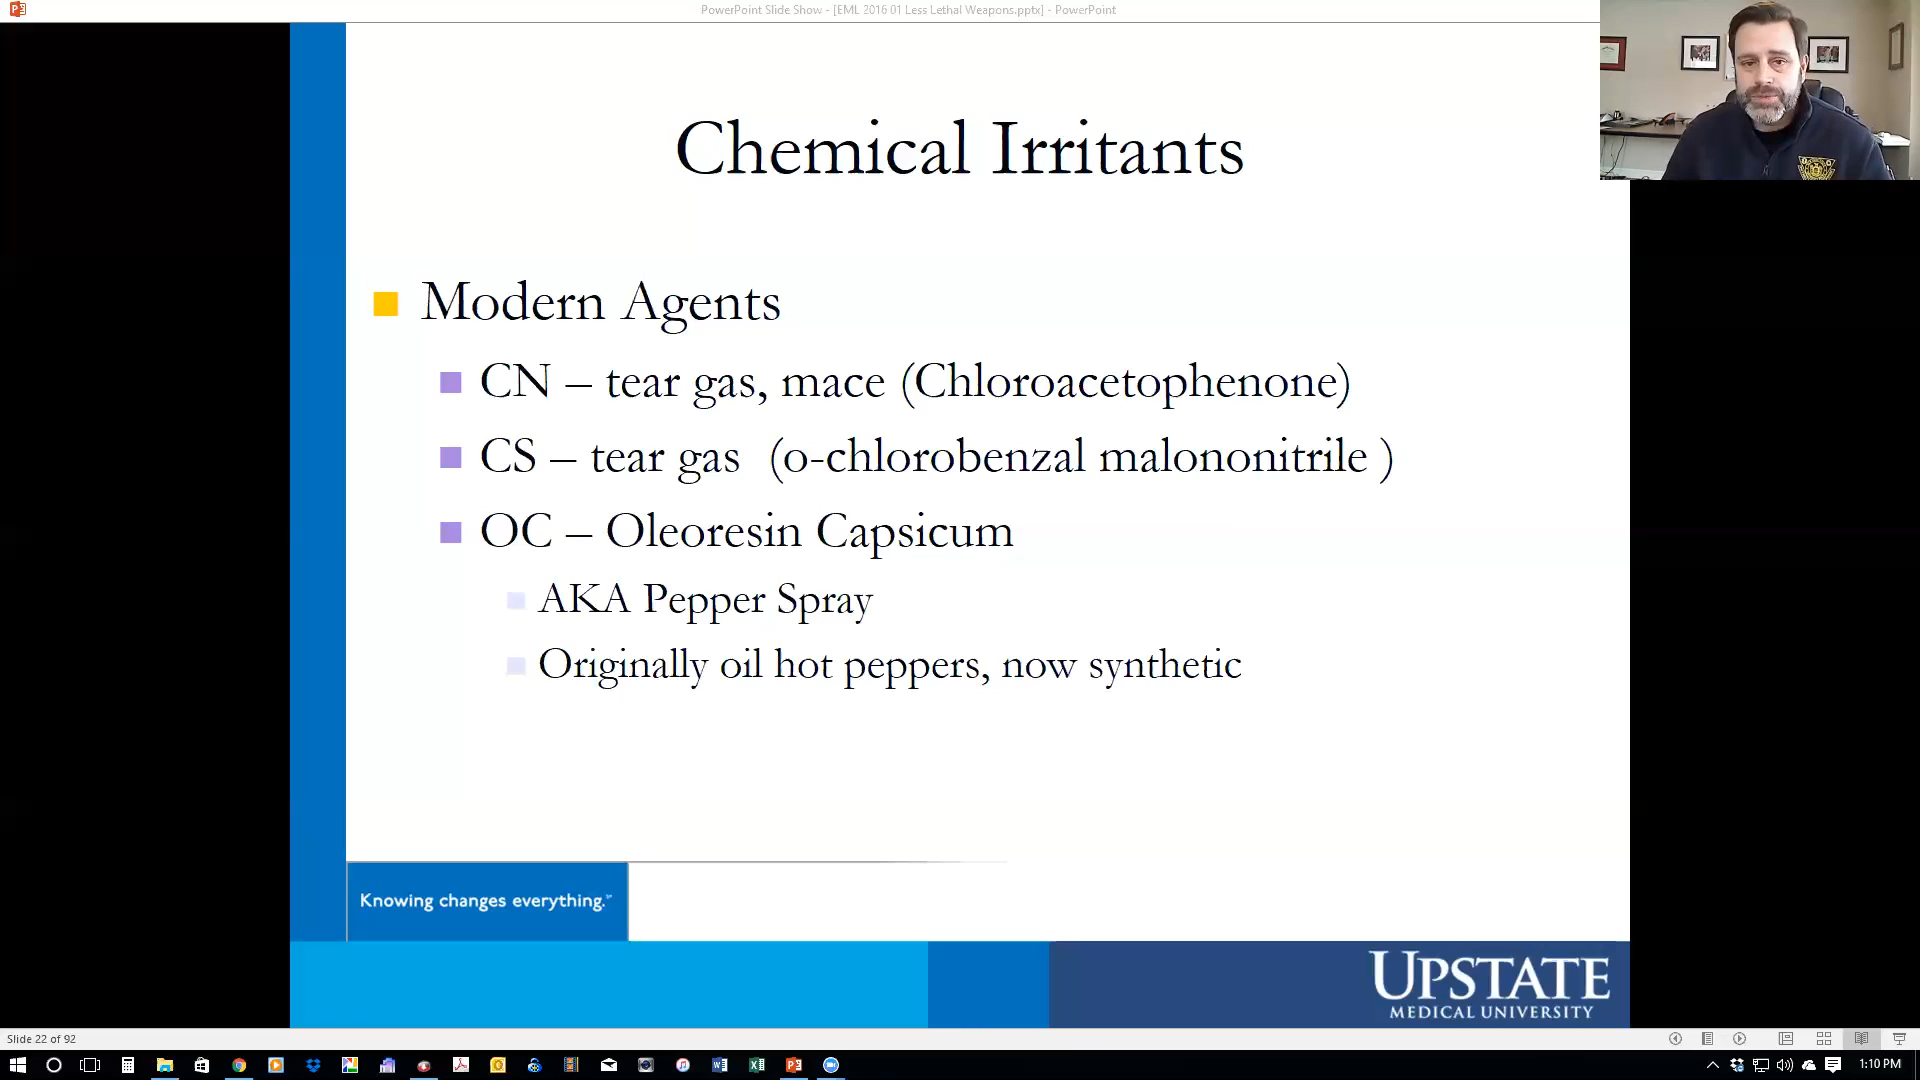 PowerPoint Slide Show - [EML 2016 01 Less Lethal Weapons.pptx] - PowerPoint
Chemical Irritants
Modern Agents
CN – tear gas, mace (Chloroacetophenone)
CS – tear gas (o-chlorobenzal malononitrile )
OC – Oleoresin Capsicum
AKA Pepper Spray
Originally oil hot peppers, now synthetic
Knowing changes everything.
UPSTATE
MEDICAL UNIVERSITY
Slide 22 of 92
1:10 PM